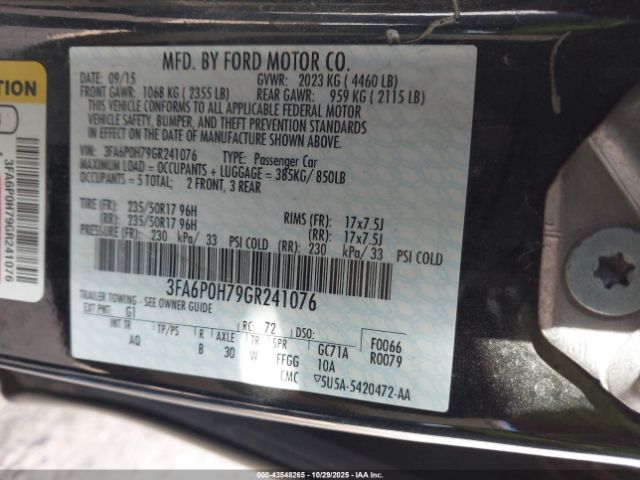 MFD. BY FORD MOTOR CO.
DATE: 09/15 GVWR: 2023 KG ( 4460 LB)
FRONT GAWR: 1068 KG ( 2355 LB) REAR GAWR: 959 KG ( 2115 LB)
THIS VEHICLE CONFORMS TO ALL APPLICABLE FEDERAL MOTOR
VEHICLE SAFETY, BUMPER, AND THEFT PREVENTION STANDARDS
IN EFFECT ON THE DATE OF MANUFACTURE SHOWN ABOVE.
VIN: 3FA6P0H79GR241076 TYPE: Passenger Car
MAXIMUM LOAD = OCCUPANTS + LUGGAGE = 385KG/ 850LB
OCCUPANTS = 5 TOTAL; 2 FRONT, 3 REAR
TIRE (FR): 235/50R17 96H RIMS (FR): 17x7.5J
(RR): 235/50R17 96H (RR): 17x7.5J
PRESSURE (FR): 230 kPa/ 33 PSI COLD (RR): 230 kPa/ 33 PSI COLD
3FA6P0H79GR241076
TRAILER TOWING - SEE OWNER GUIDE
EXT PNT: G1 RC: 72 DSO: F0066
INT TR TP/PS R AXLE TR SPR GC71A R0079
AQ B 30 W FFGG 10A
CMC ▽5U5A-5420472-AA
TION
3FA6P0H79GR241076
000-43548265 - 10/29/2025 - IAA Inc.